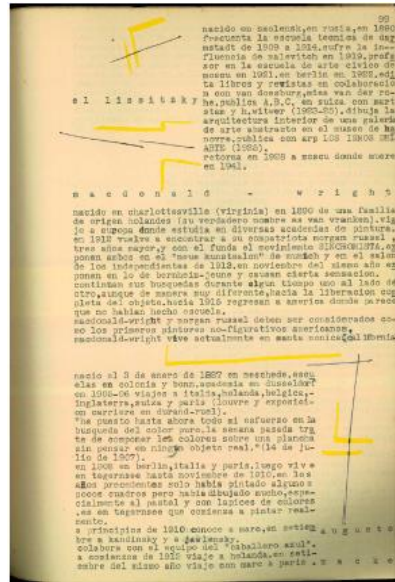 99
nacido en smolensk,en rusia,en 1890
frecuenta la escuela tecnica de dar
mstadt de 1909 a 1914.sufre la in--
fluencia de malevitch en 1919.profe
sor en la escuela de arte civico de
moscu en 1921.en berlin en 1922.edi
ta libros y revistas en colaboracio
n con van doesburg,mies van der ro-
el lissitsky
he.publica A.B.C. en suiza con mart
stam y h.witwer (1923-25).dibuja la
arquitectura interior de una galeria
de arte abstracto en el museo de ha
novre.publica con arp LOS ISMOS DEL
ARTE (1925).
retorna en 1928 a moscu donde muere
en 1941.
macdonald - wright
nacido en charlottesville (virginia) en 1890 de una familia
de origen holandes (su verdadero nombre es van vranken).via
je a europa donde estudia en diversas academias de pintura.
en 1912 vuelve a encontrar a su compatriota morgan russel ,
tres años mayor,y con el funda el movimiento SINCROMISTA.ex
ponen ambos en el "neue kunstsalon" de munich y en el salon
de los independientes de 1913.en noviembre del mismo año ex
ponen en lo de bernheim-jeune y causan cierta sensacion.
continuan sus busquedas durante algun tiempo uno al lado de
otro,aunque de manera muy diferente,hacia la liberacion com
pleta del objeto.hacia 1915 regresan a america donde parece
que no habian hecho escuela.
macdonald-wright y morgan russel deben ser considerados co-
mo los primeros pintores no-figurativos americanos.
macdonald-wright vive actualmente en santa monica(california
nacio el 3 de enero de 1887 en meschede.escu
elas en colonia y bonn.academia en dusseldorf
en 1905-06 viajes a italia,holanda,belgica,-
inglaterra,suiza y paris (louvre y exposici-
on carriere en durand-ruel).
"he puesto hasta ahora todo mi esfuerzo en la
busqueda del color puro.la semana pasada tra
te de componer los colores sobre una plancha
sin pensar en ningun objeto real."(14 de ju-
lio de 1907).
en 1908 en berlin,italia y paris.luego vive
en tegernsee hasta noviembre de 1910.en los
años precedentes solo habia pintado algunos
pocos cuadros pero habia dibujado mucho,espe-
cialmente al pastel y con lapices de colores
.es en tegernsee que comienza a pintar real-
mente.
a principios de 1910 conoce a marc,en setiem
augusto
bre a kandinsky y a jawlensky.
colabora con el equipo del "caballero azul".
a comienzos de 1912 viaje a holanda.en seti-
embre del mismo año viaje con marc a paris.
macke